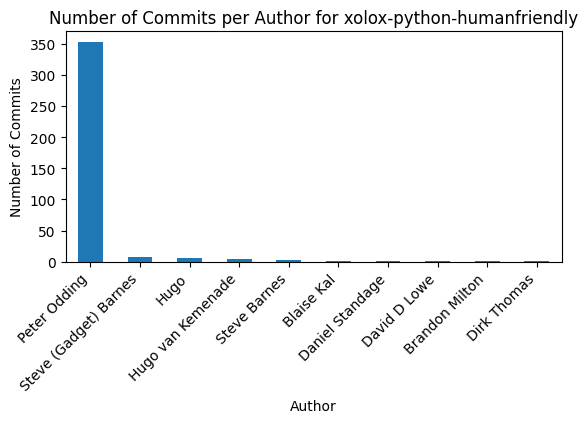 Number of Commits per Author for xolox-python-humanfriendly
Number of Commits
350
300
250
200
150
100
50
0
Peter Odding
Steve (Gadget) Barnes
Hugo
Hugo van Kemenade
Steve Barnes
Blaise Kal
Daniel Standage
David D Lowe
Brandon Milton
Dirk Thomas
Author